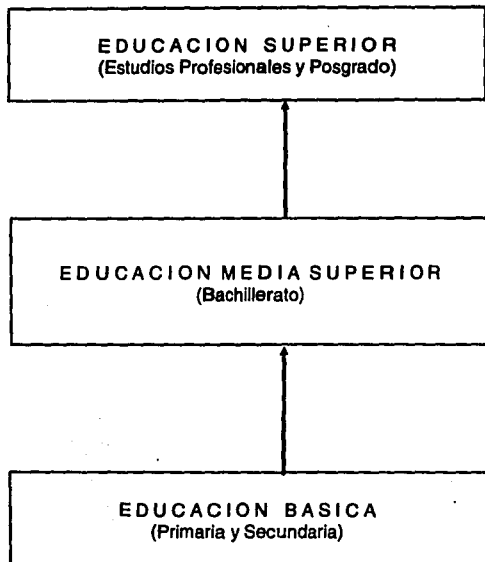 EDUCACION SUPERIOR
(Estudios Profesionales y Posgrado)
EDUCACION MEDIA SUPERIOR
(Bachillerato)
EDUCACION BASICA
(Primaria y Secundaria)